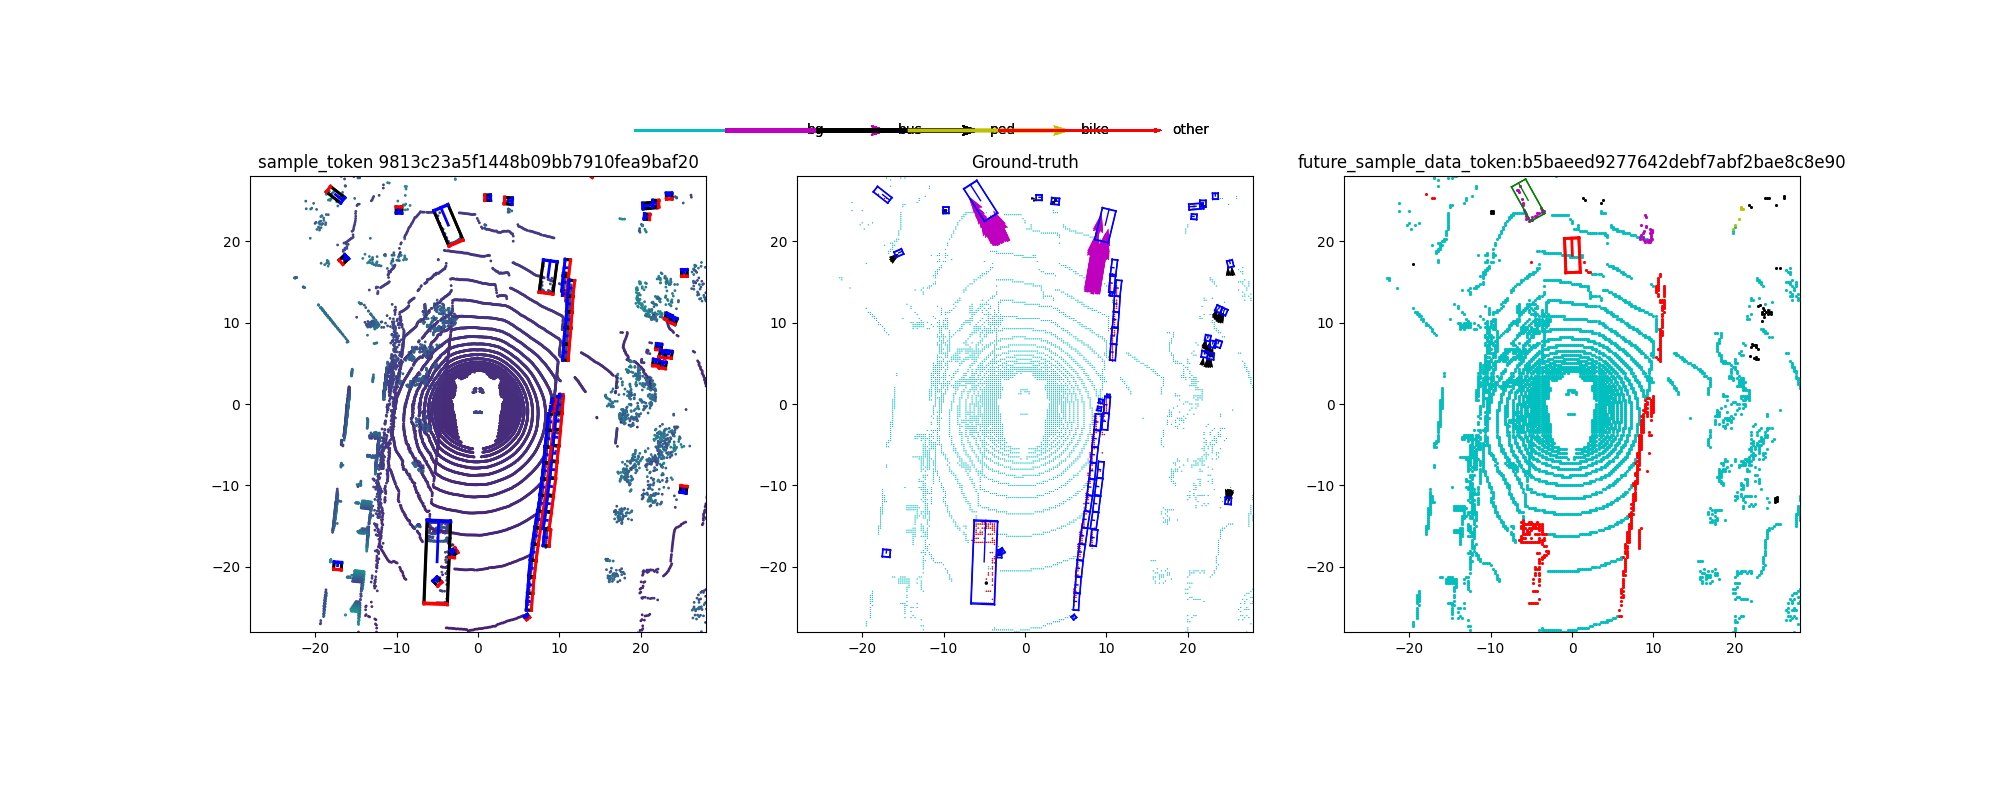 bg bus ped bike other
sample_token 9813c23a5f1448b09bb7910fea9baf20
Ground-truth
future_sample_data_token:b5baeed9277642debf7abf2bae8c8e90
20
10
0
−10
−20
−20 −10 0 10 20
20
10
0
−10
−20
−20 −10 0 10 20
20
10
0
−10
−20
−20 −10 0 10 20